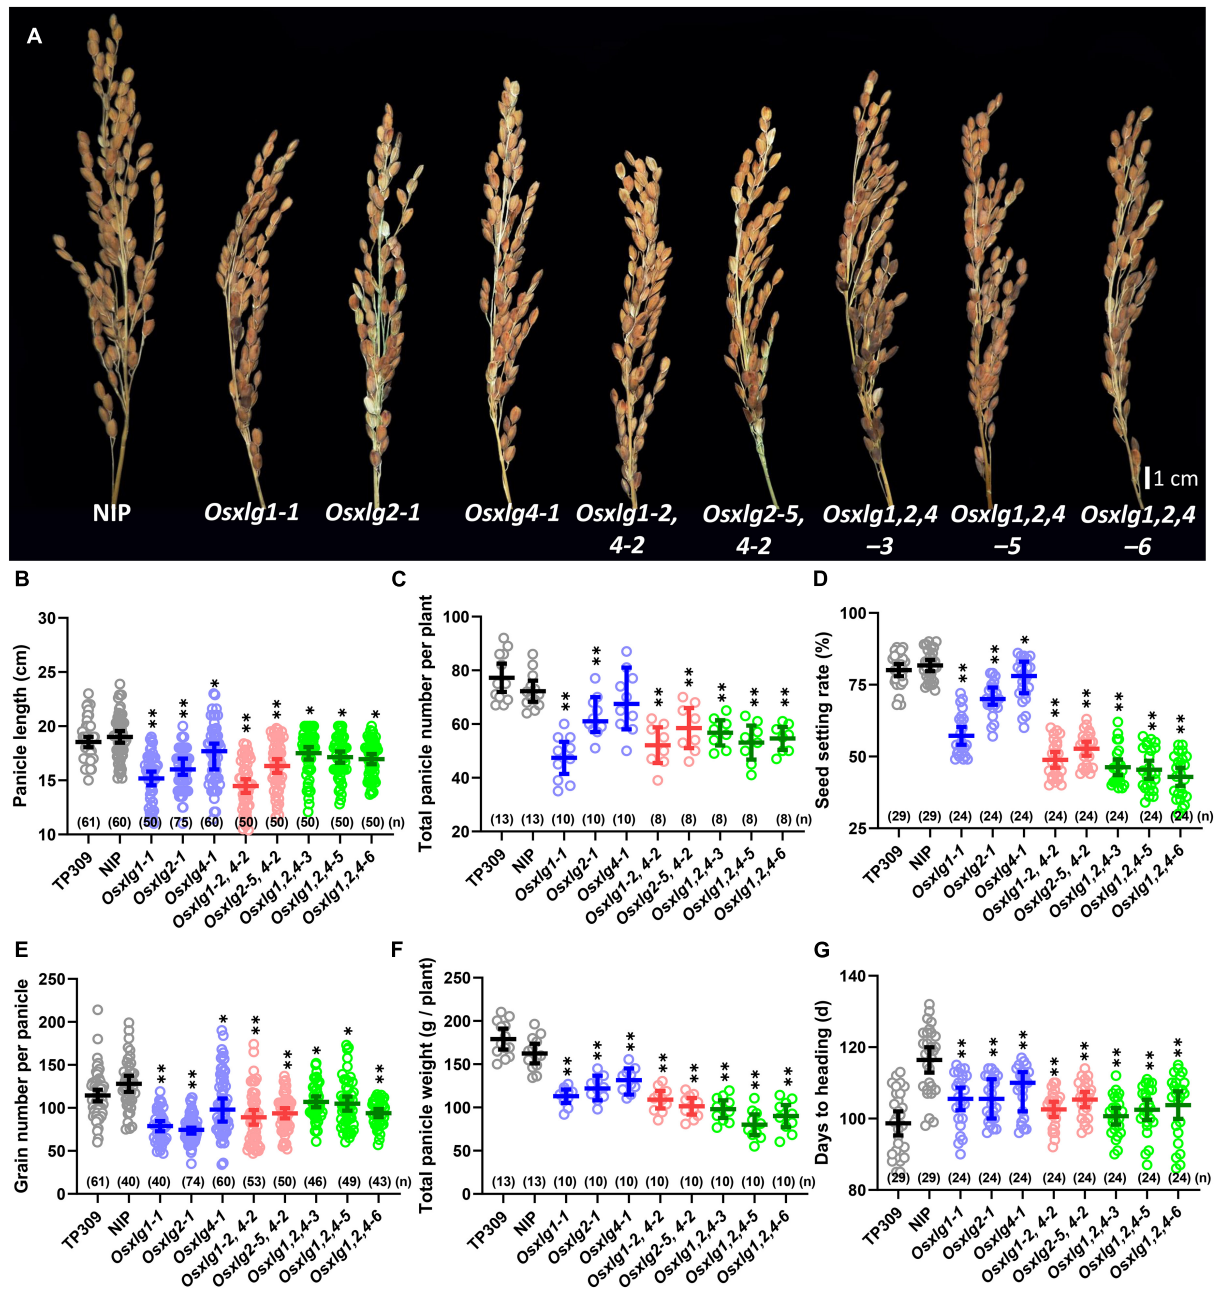 A
1 cm
NIP Osxlg1-1 Osxlg2-1 Osxlg4-1 Osxlg1-2, Osxlg2-5, Osxlg1,2,4 Osxlg1,2,4 Osxlg1,2,4
4-2 4-2 –3 –5 –6
B
Panicle length (cm)
30
25
20
15
10
** ** * ** ** * * *
(61) (60) (50) (75) (60) (50) (50) (50) (50) (50) (n)
TP309
NIP
Osxlg1-1
Osxlg2-1
Osxlg4-1
Osxlg1-2, 4-2
Osxlg2-5, 4-2
Osxlg1,2,4-3
Osxlg1,2,4-5
Osxlg1,2,4-6
C
Total panicle number per plant
100
80
60
40
20
** ** ** ** ** ** **
(13) (13) (10) (10) (10) (8) (8) (8) (8) (8) (n)
TP309
NIP
Osxlg1-1
Osxlg2-1
Osxlg4-1
Osxlg1-2, 4-2
Osxlg2-5, 4-2
Osxlg1,2,4-3
Osxlg1,2,4-5
Osxlg1,2,4-6
D
Seed setting rate (%)
100
75
50
25
** ** * ** ** ** ** **
(29) (29) (24) (24) (24) (24) (24) (24) (24) (24) (n)
TP309
NIP
Osxlg1-1
Osxlg2-1
Osxlg4-1
Osxlg1-2, 4-2
Osxlg2-5, 4-2
Osxlg1,2,4-3
Osxlg1,2,4-5
Osxlg1,2,4-6
E
Grain number per panicle
250
200
150
100
50
0
** ** * ** ** * * **
(61) (40) (40) (74) (60) (53) (50) (46) (49) (43) (n)
TP309
NIP
Osxlg1-1
Osxlg2-1
Osxlg4-1
Osxlg1-2, 4-2
Osxlg2-5, 4-2
Osxlg1,2,4-3
Osxlg1,2,4-5
Osxlg1,2,4-6
F
Total panicle weight (g / plant)
250
200
150
100
50
0
** ** ** ** ** ** ** **
(13) (13) (10) (10) (10) (10) (10) (10) (10) (10) (n)
TP309
NIP
Osxlg1-1
Osxlg2-1
Osxlg4-1
Osxlg1-2, 4-2
Osxlg2-5, 4-2
Osxlg1,2,4-3
Osxlg1,2,4-5
Osxlg1,2,4-6
G
Days to heading (d)
140
120
100
80
** ** ** ** ** ** ** **
(29) (29) (24) (24) (24) (24) (24) (24) (24) (24) (n)
TP309
NIP
Osxlg1-1
Osxlg2-1
Osxlg4-1
Osxlg1-2, 4-2
Osxlg2-5, 4-2
Osxlg1,2,4-3
Osxlg1,2,4-5
Osxlg1,2,4-6